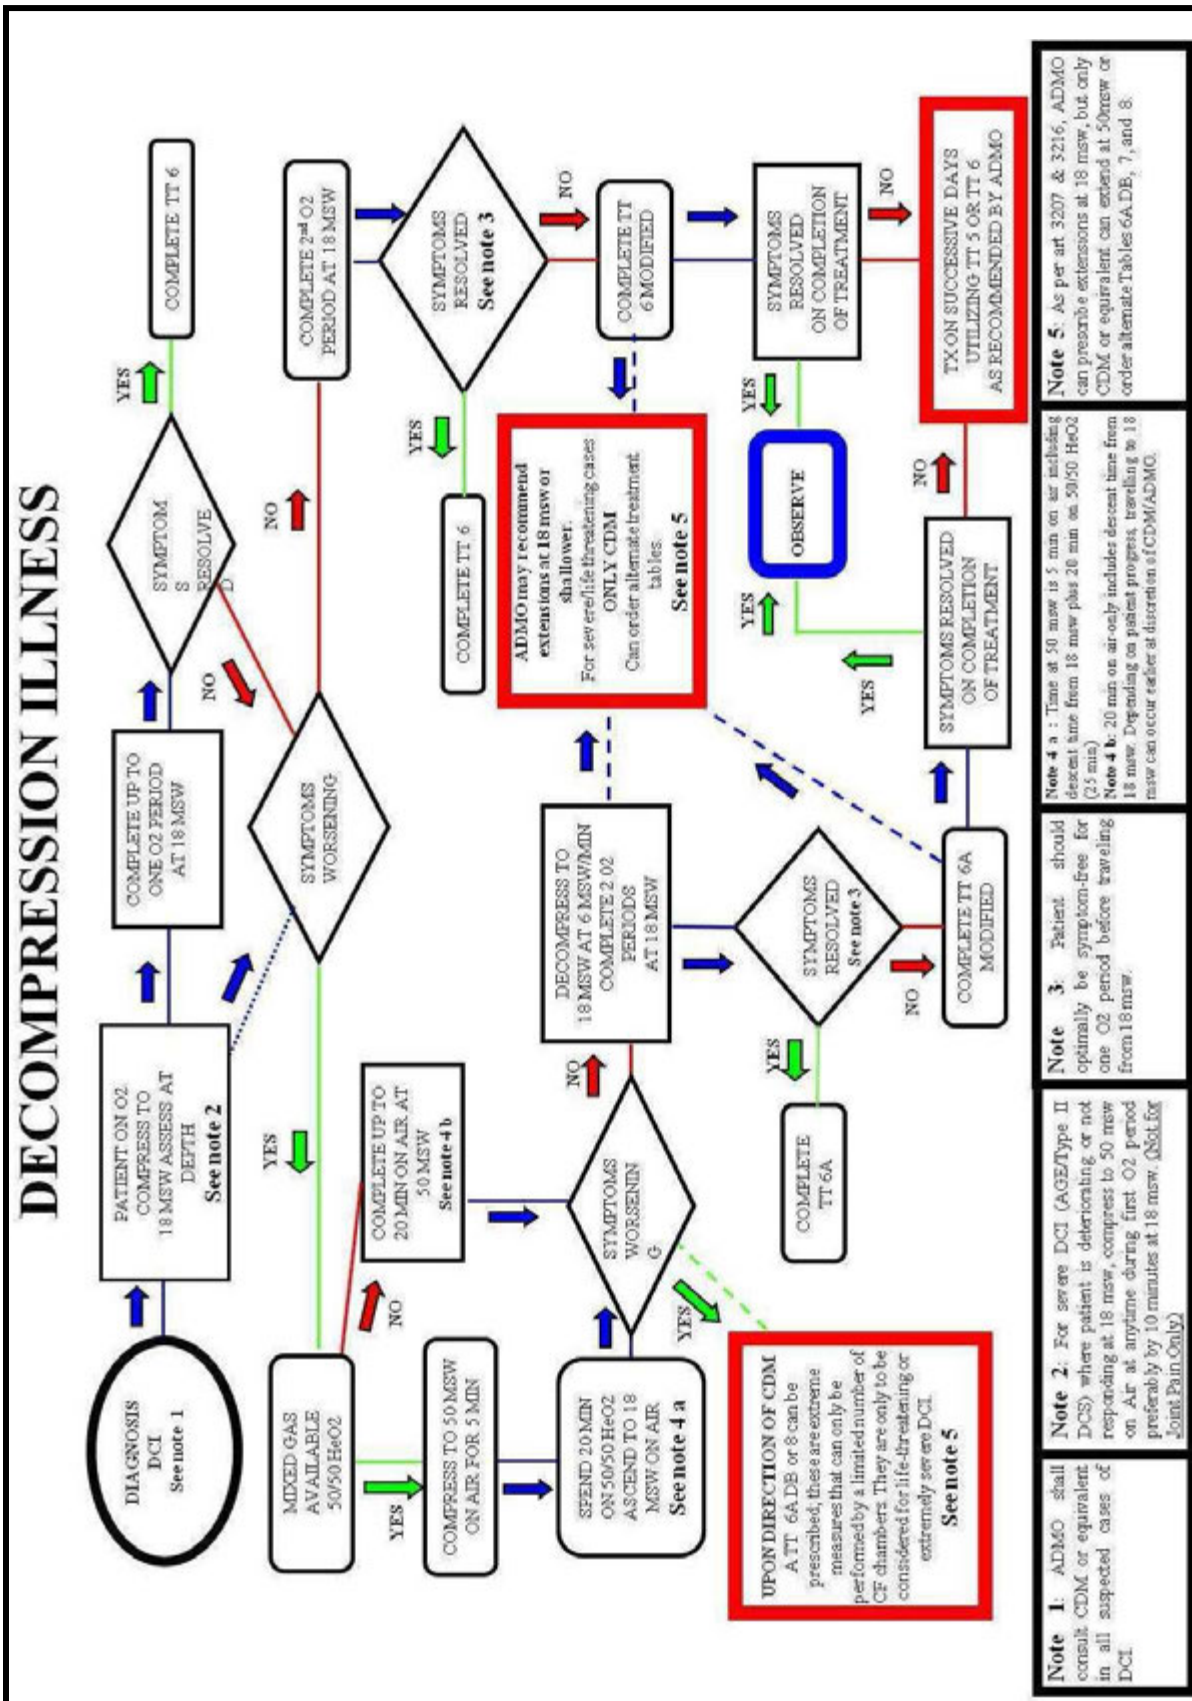 DECOMPRESSION ILLNESS
DIAGNOSIS
DCI
See note 1
PATIENT ON O2
COMPRESS TO
18 MSW ASSESS AT
DEPTH
See note 2
COMPLETE UP TO
ONE O2 PERIOD
AT 18 MSW
SYMPTOM
S
RESOLVE
D
YES
COMPLETE TT 6
NO
SYMPTOMS
WORSENING
YES
NO
COMPLETE 2nd O2
PERIOD AT 18 MSW
MIXED GAS
AVAILABLE
50/50 HeO2
NO
YES
COMPLETE UP TO
20 MIN ON AIR AT
50 MSW
See note 4 b
COMPRESS TO 50 MSW
ON AIR FOR 5 MIN
SPEND 20 MIN
ON 50/50 HeO2
ASCEND TO 18
MSW ON AIR
See note 4 a
SYMPTOMS
WORSENIN
G
YES
NO
UPON DIRECTION OF CDM
A TT 6A DB or 8 can be
prescribed; these are extreme
measures that can only be
performed by a limited number of
CF chambers. They are only to be
considered for life-threatening or
extremely severe DCI.
See note 5
DECOMPRESS TO
18 MSW AT 6 MSW/MIN
COMPLETE 2 02
PERIODS
AT 18 MSW
SYMPTOMS
RESOLVED
See note 3
YES
COMPLETE
TT 6A
NO
COMPLETE TT 6A
MODIFIED
SYMPTOMS RESOLVED
ON COMPLETION
OF TREATMENT
YES
YES
NO
OBSERVE
SYMPTOMS
RESOLVED
See note 3
YES
COMPLETE TT 6
NO
COMPLETE TT
6 MODIFIED
ADMO may recommend
extensions at 18 msw or
shallower.
For severe/life threatening cases
ONLY CDM
Can order alternate treatment
tables.
See note 5
SYMPTOMS
RESOLVED
ON COMPLETION
OF TREATMENT
YES
NO
TX ON SUCCESSIVE DAYS
UTILIZING TT 5 OR TT 6
AS RECOMMENDED BY ADMO
Note 1: ADMO shall
consult CDM or equivalent
in all suspected cases of
DCI.
Note 2: For severe DCI (AGE/Type II
DCS) where patient is deteriorating or not
responding at 18 msw, compress to 50 msw
on Air at anytime during first O2 period
preferably by 10 minutes at 18 msw. (Not for
Joint Pain Only)
Note 3: Patient should
optimally be symptom-free for
one O2 period before traveling
from 18 msw.
Note 4 a : Time at 50 msw is 5 min on air including
descent time from 18 msw plus 20 min on 50/50 HeO2
(25 min)
Note 4 b: 20 min on air-only includes descent time from
18 msw. Depending on patient progress, travelling to 18
msw can occur earlier at discretion of CDM/ADMO.
Note 5: As per art 3207 & 3216, ADMO
can prescribe extensions at 18 msw, but only
CDM or equivalent can extend at 50msw or
order alternate Tables 6A.DB, 7, and 8.